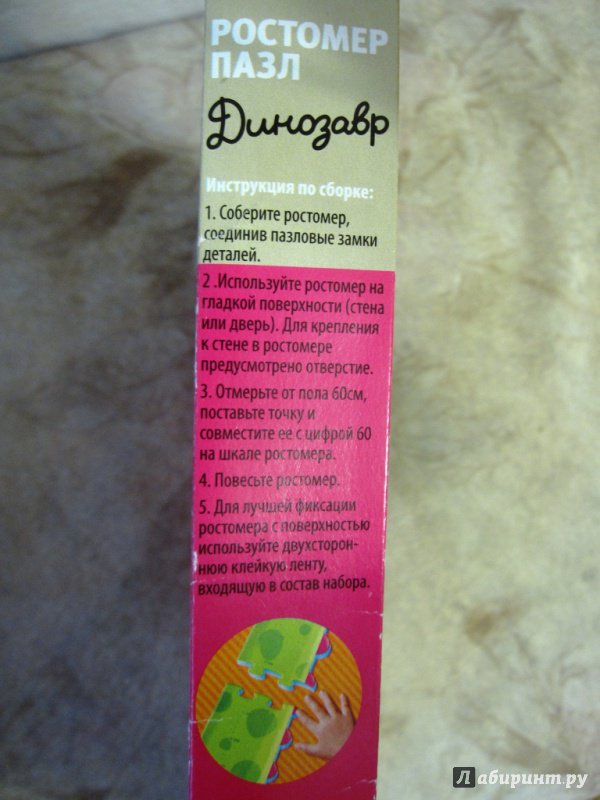 РОСТОМЕР
ПАЗЛ
Динозавр
Инструкция по сборке:
1. Соберите ростомер,
соединив пазловые замки
деталей.
2 .Используйте ростомер на
гладкой поверхности (стена
или дверь). Для крепления
к стене в ростомере
предусмотрено отверстие.
3. Отмерьте от пола 60см,
поставьте точку и
совместите ее с цифрой 60
на шкале ростомера.
4. Повесьте ростомер.
5. Для лучшей фиксации
ростомера с поверхностью
используйте двухсторон-
нюю клейкую ленту,
входящую в состав набора.
Лабиринт.ру